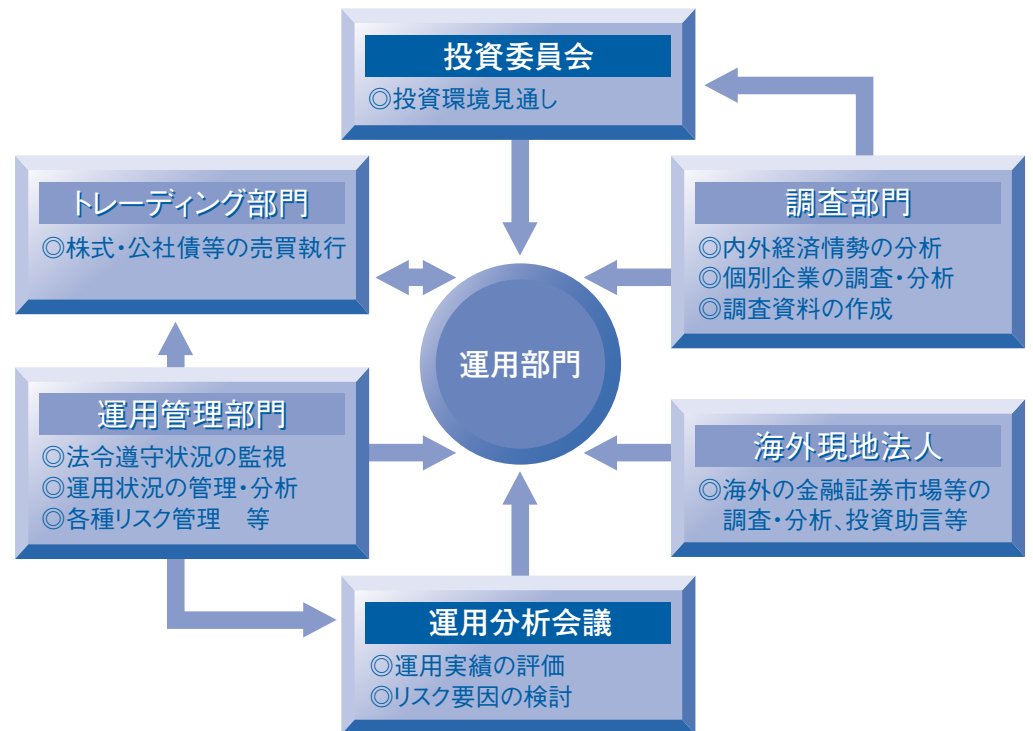 投資委員会
◎投資環境見通し
トレーディング部門
◎株式・公社債等の売買執行
調査部門
◎内外経済情勢の分析
◎個別企業の調査・分析
◎調査資料の作成
運用部門
運用管理部門
◎法令遵守状況の監視
◎運用状況の管理・分析
◎各種リスク管理　等
海外現地法人
◎海外の金融証券市場等の
調査・分析、投資助言等
運用分析会議
◎運用実績の評価
◎リスク要因の検討